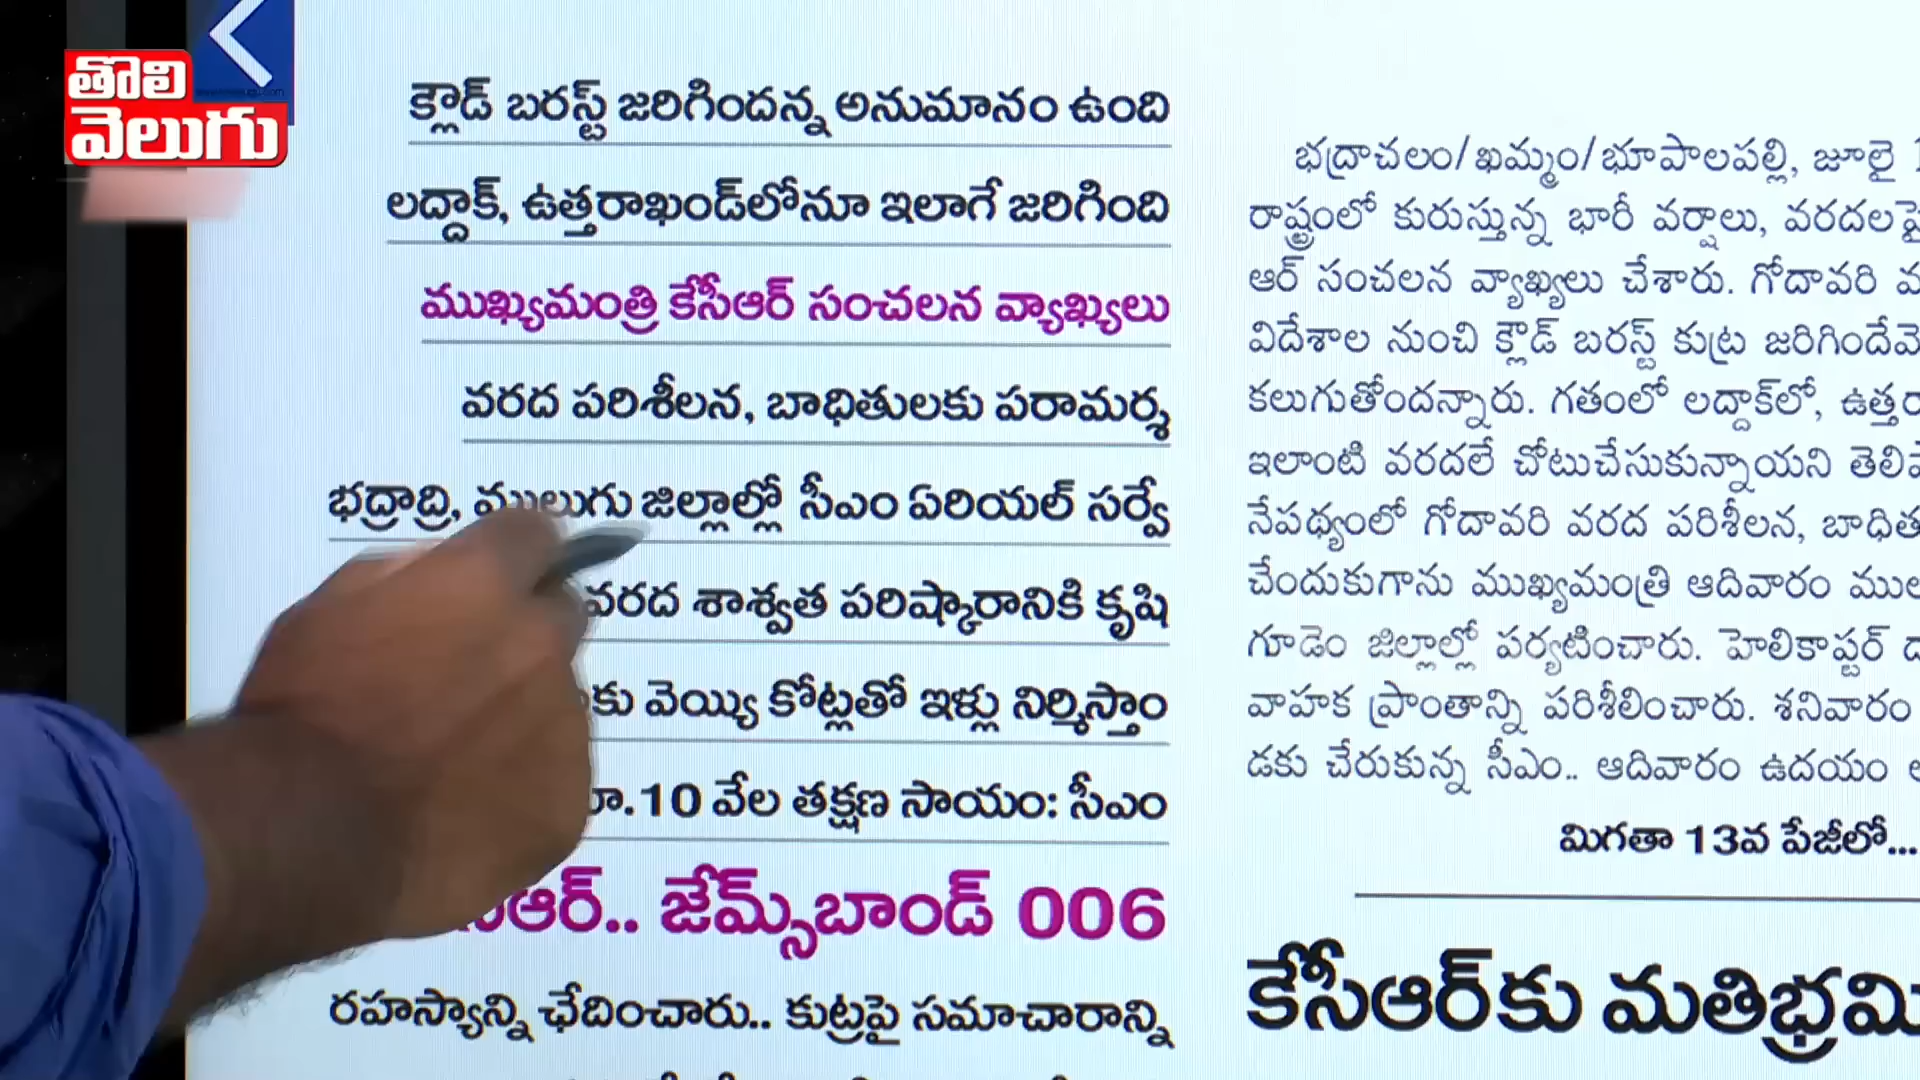 తొలి
వెలుగు
క్లౌడ్ బరస్ట్ జరిగిందన్న అనుమానం ఉంది
లద్దాక్, ఉత్తరాఖండ్‌లోనూ ఇలాగే జరిగింది
ముఖ్యమంత్రి కేసీఆర్ సంచలన వ్యాఖ్యలు
వరద పరిశీలన, బాధితులకు పరామర్శ
భద్రాద్రి, ములుగు జిల్లాల్లో సీఎం ఏరియల్ సర్వే
వరద శాశ్వత పరిష్కారానికి కృషి
వెయ్యి కోట్లతో ఇళ్లు నిర్మిస్తాం
10 వేల తక్షణ సాయం: సీఎం
జేమ్స్‌బాండ్ 006
రహస్యాన్ని ఛేదించారు.. కుట్రపై సమాచారాన్ని
భద్రాచలం/ఖమ్మం/భూపాలపల్లి, జూలై
రాష్ట్రంలో కురుస్తున్న భారీ వర్షాలు, వరదలపై
ఆర్ సంచలన వ్యాఖ్యలు చేశారు. గోదావరి
విదేశాల నుంచి క్లౌడ్ బరస్ట్ కుట్ర జరిగిందేమో
కలుగుతోందన్నారు. గతంలో లద్దాక్‌లో,
ఇలాంటి వరదలే చోటుచేసుకున్నాయని
నేపథ్యంలో గోదావరి వరద పరిశీలన,
చేందుకుగాను ముఖ్యమంత్రి ఆదివారం
గూడెం జిల్లాల్లో పర్యటించారు. హెలికాప్టర్
వాహక ప్రాంతాన్ని పరిశీలించారు. శనివారం
డకు చేరుకున్న సీఎం.. ఆదివారం ఉదయం
మిగతా 13వ పేజీలో...
కేసీఆర్‌కు మతిభ్రమి